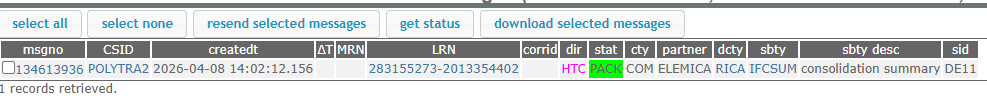 select all select none resend selected messages get status download selected messages
msgno CSID createdt ΔT MRN LRN corrid dir stat cty partner dcty sbty sbty desc sid
134613936 POLYTRA2 2026-04-08 14:02:12.156 283155273-2013354402 HTC PACK COM ELEMICA RICA IFCSUM consolidation summary DE11
1 records retrieved.